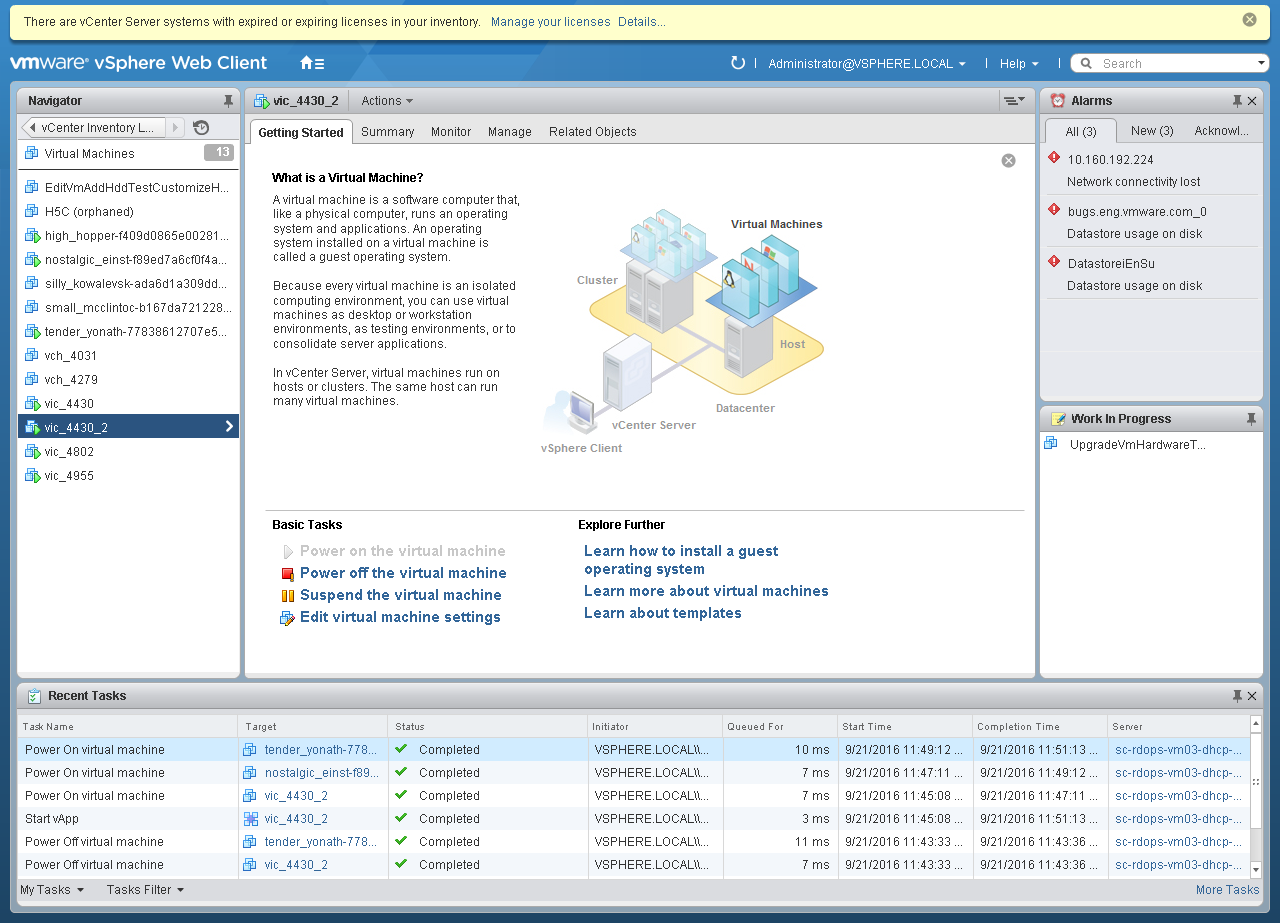 There are vCenter Server systems with expired or expiring licenses in your inventory. Manage your licenses Details...
vmware® vSphere Web Client
Administrator@VSPHERE.LOCAL
Help
Search
Navigator
vCenter Inventory L...
Virtual Machines 13
EditVmAddHddTestCustomizeH...
H5C (orphaned)
high_hopper-f409d0865e00281...
nostalgic_einst-f89ed7a6cf0f4a...
silly_kowalevsk-ada6d1a309dd...
small_mcclintoc-b167da721228...
tender_yonath-77838612707e5...
vch_4031
vch_4279
vic_4430
vic_4430_2
vic_4802
vic_4955
vic_4430_2 Actions
Getting Started Summary Monitor Manage Related Objects
What is a Virtual Machine?
A virtual machine is a software computer that,
like a physical computer, runs an operating
system and applications. An operating
system installed on a virtual machine is
called a guest operating system.
Because every virtual machine is an isolated
computing environment, you can use virtual
machines as desktop or workstation
environments, as testing environments, or to
consolidate server applications.
In vCenter Server, virtual machines run on
hosts or clusters. The same host can run
many virtual machines.
Virtual Machines
Cluster
Host
Datacenter
vCenter Server
vSphere Client
Basic Tasks
Power on the virtual machine
Power off the virtual machine
Suspend the virtual machine
Edit virtual machine settings
Explore Further
Learn how to install a guest
operating system
Learn more about virtual machines
Learn about templates
Alarms
All (3) New (3) Acknowl...
10.160.192.224
Network connectivity lost
bugs.eng.vmware.com_0
Datastore usage on disk
DatastoreiEnSu
Datastore usage on disk
Work In Progress
UpgradeVmHardwareT...
Recent Tasks
Task Name Target Status Initiator Queued For Start Time Completion Time Server
Power On virtual machine tender_yonath-778... Completed VSPHERE.LOCAL\\... 10 ms 9/21/2016 11:49:12 ... 9/21/2016 11:51:13 ... sc-rdops-vm03-dhcp-...
Power On virtual machine nostalgic_einst-f89... Completed VSPHERE.LOCAL\\... 7 ms 9/21/2016 11:47:11 ... 9/21/2016 11:49:12 ... sc-rdops-vm03-dhcp-...
Power On virtual machine vic_4430_2 Completed VSPHERE.LOCAL\\... 7 ms 9/21/2016 11:45:08 ... 9/21/2016 11:47:11 ... sc-rdops-vm03-dhcp-...
Start vApp vic_4430_2 Completed VSPHERE.LOCAL\\... 3 ms 9/21/2016 11:45:08 ... 9/21/2016 11:51:13 ... sc-rdops-vm03-dhcp-...
Power Off virtual machine tender_yonath-778... Completed VSPHERE.LOCAL\\... 11 ms 9/21/2016 11:43:33 ... 9/21/2016 11:43:36 ... sc-rdops-vm03-dhcp-...
Power Off virtual machine vic_4430_2 Completed VSPHERE.LOCAL\\... 7 ms 9/21/2016 11:43:33 ... 9/21/2016 11:43:36 ... sc-rdops-vm03-dhcp-...
My Tasks Tasks Filter More Tasks